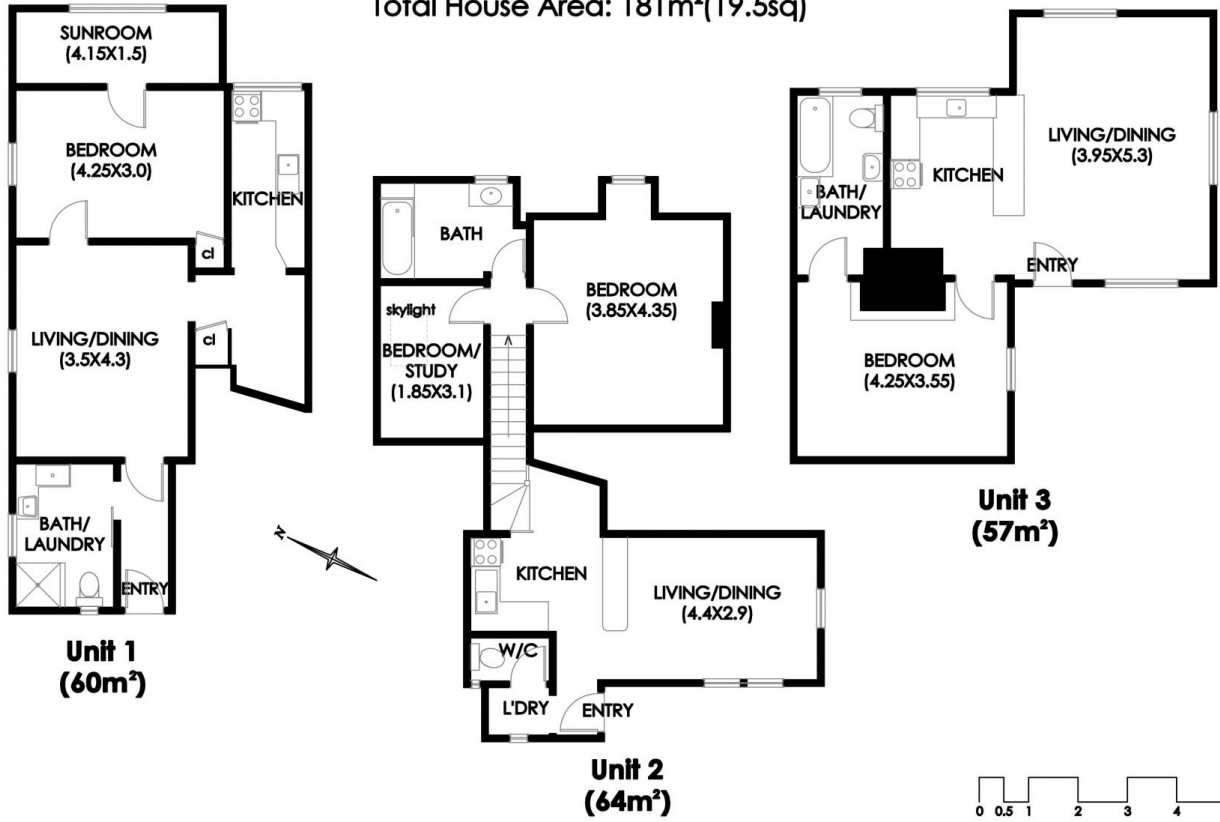 Total House Area: 181m²(19.5sq)
SUNROOM
(4.15X1.5)
BEDROOM
(4.25X3.0)
KITCHEN
cl
LIVING/DINING
(3.5X4.3)
cl
BATH/
LAUNDRY
ENTRY
Unit 1
(60m²)
N
BATH
skylight
BEDROOM/
STUDY
(1.85X3.1)
BEDROOM
(3.85X4.35)
KITCHEN
LIVING/DINING
(4.4X2.9)
W/C
L'DRY
ENTRY
Unit 2
(64m²)
BATH/
LAUNDRY
KITCHEN
LIVING/DINING
(3.95X5.3)
ENTRY
BEDROOM
(4.25X3.55)
Unit 3
(57m²)
0 0.5 1 2 3 4